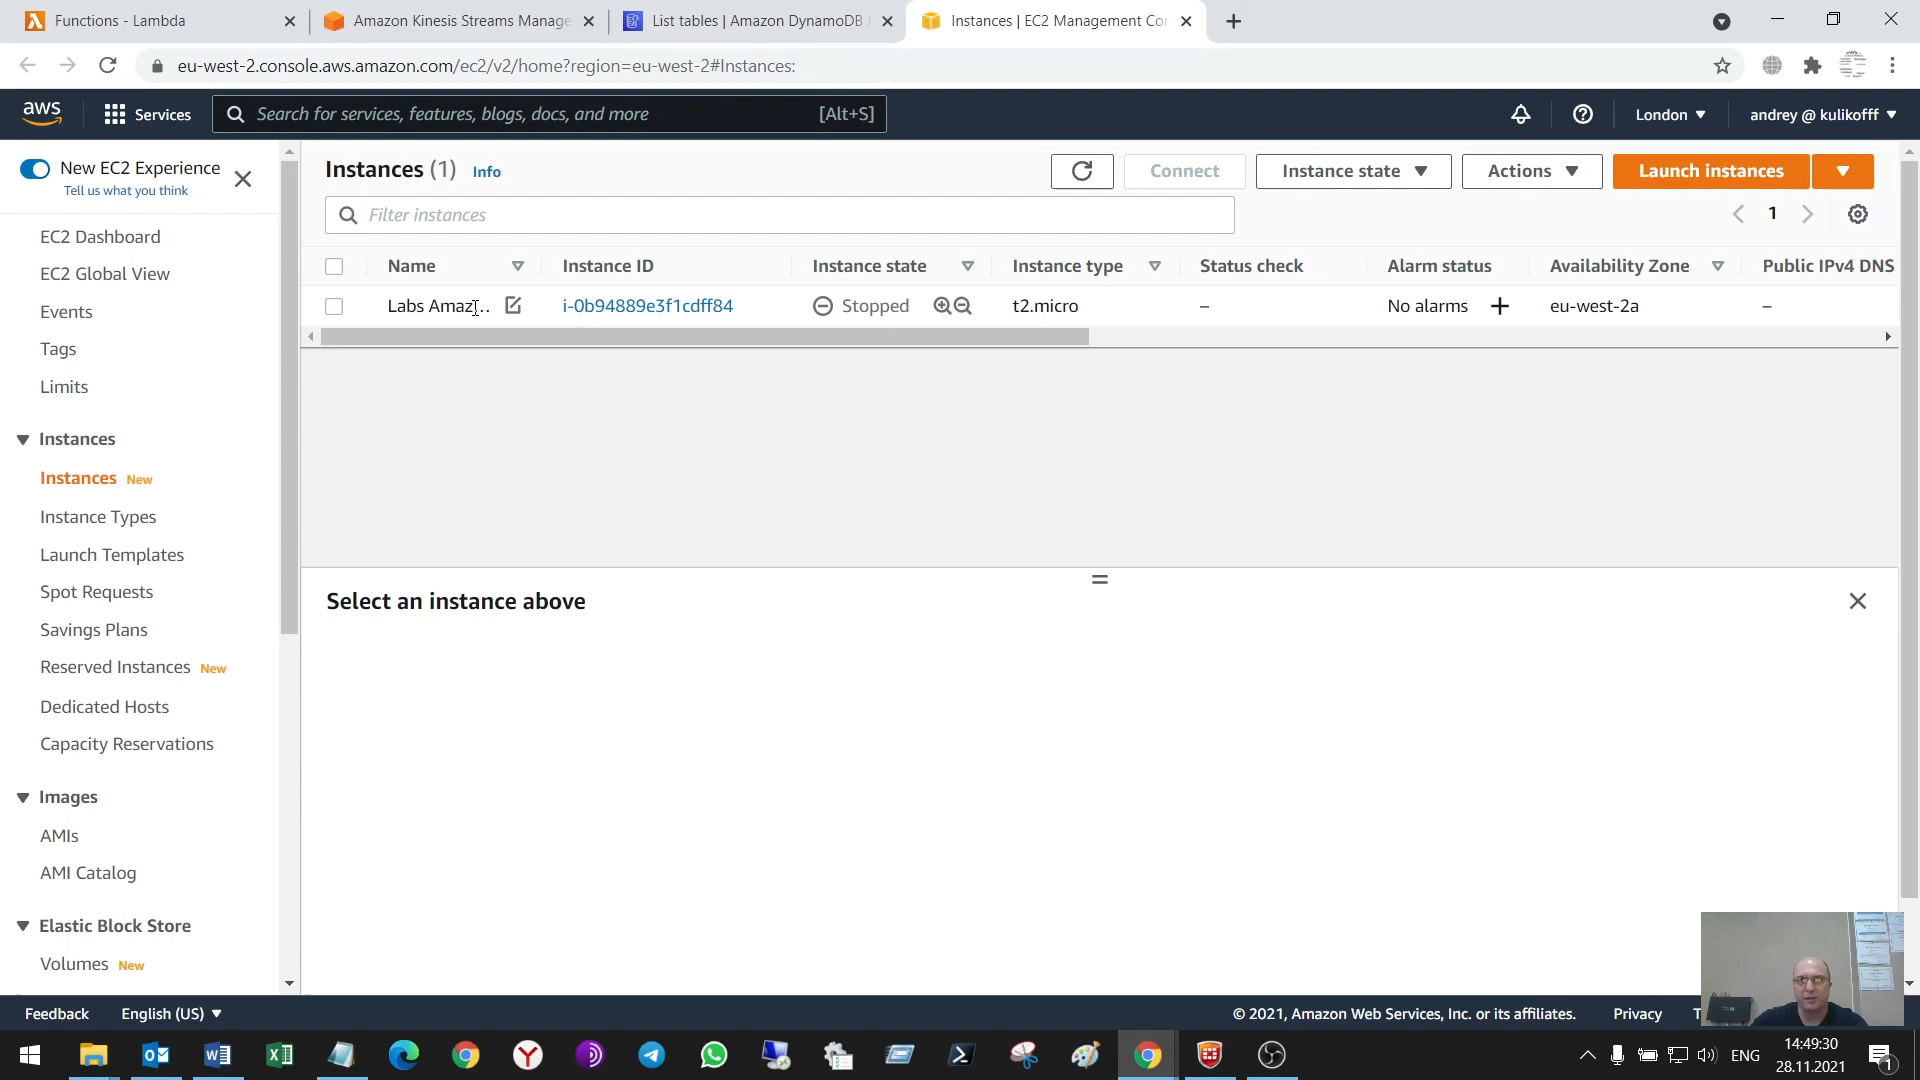 Functions - Lambda
Amazon Kinesis Streams Manage
List tables | Amazon DynamoDB
Instances | EC2 Management Con
eu-west-2.console.aws.amazon.com/ec2/v2/home?region=eu-west-2#Instances:
aws
Services
Search for services, features, blogs, docs, and more
[Alt+S]
London
andrey @ kulikofff
New EC2 Experience
Tell us what you think
EC2 Dashboard
EC2 Global View
Events
Tags
Limits
Instances
Instances New
Instance Types
Launch Templates
Spot Requests
Savings Plans
Reserved Instances New
Dedicated Hosts
Capacity Reservations
Images
AMIs
AMI Catalog
Elastic Block Store
Volumes New
Instances (1) Info
Connect
Instance state
Actions
Launch instances
Filter instances
1
Name
Instance ID
Instance state
Instance type
Status check
Alarm status
Availability Zone
Public IPv4 DNS
Labs Amaz...
i-0b94889e3f1cdff84
Stopped
t2.micro
–
No alarms
eu-west-2a
–
Select an instance above
Feedback
English (US)
© 2021, Amazon Web Services, Inc. or its affiliates.
Privacy
ENG
14:49:30
28.11.2021
1